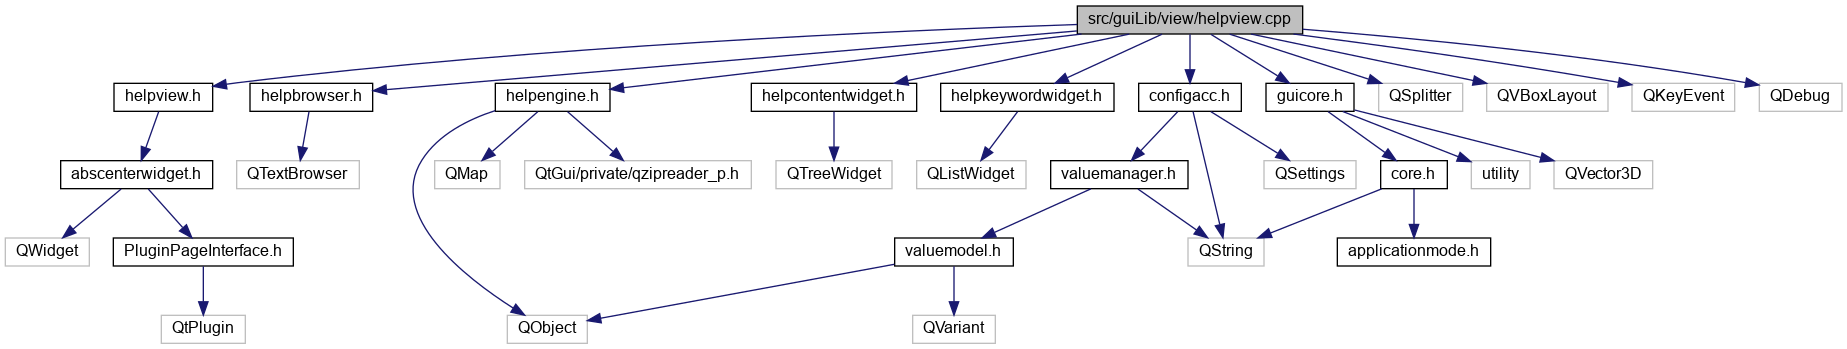 src/guiLib/view/helpview.cpp
helpview.h
helpbrowser.h
helpengine.h
helpcontentwidget.h
helpkeywordwidget.h
configacc.h
guicore.h
QSplitter
QVBoxLayout
QKeyEvent
QDebug
abscenterwidget.h
QTextBrowser
QMap
QtGui/private/qzipreader_p.h
QTreeWidget
QListWidget
valuemanager.h
QSettings
core.h
utility
QVector3D
QWidget
PluginPageInterface.h
valuemodel.h
QString
applicationmode.h
QtPlugin
QObject
QVariant